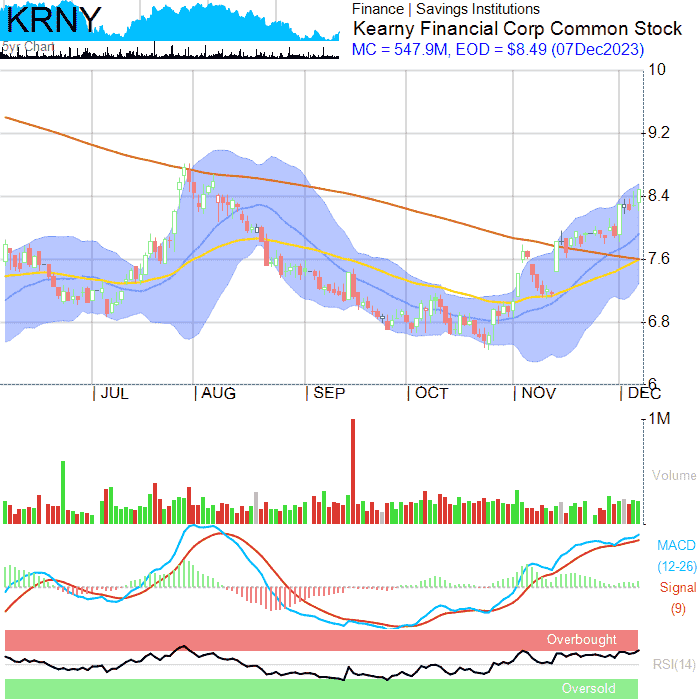 KRNY
5yr Chart
Finance | Savings Institutions
Kearny Financial Corp Common Stock
MC = 547.9M, EOD = $8.49 (07Dec2023)
10
9.2
8.4
7.6
6.8
6
JUL AUG SEP OCT NOV DEC
1M
Volume
MACD
(12-26)
Signal
(9)
Overbought
RSI(14)
Oversold